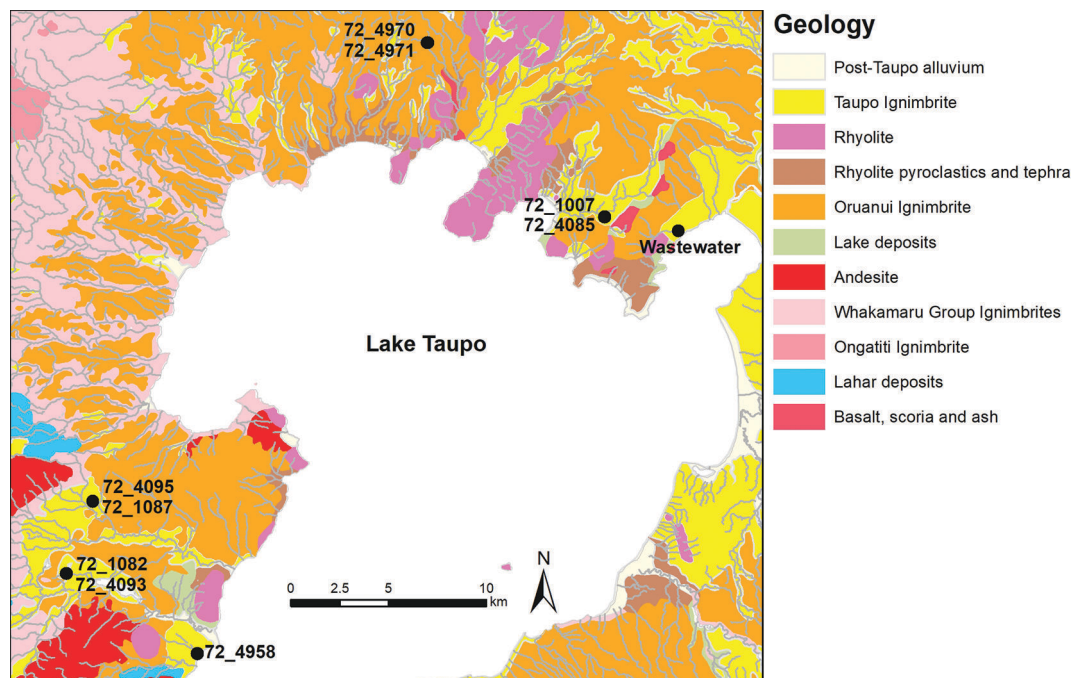 72_4970
72_4971
72_1007
72_4085
Wastewater
Lake Taupo
72_4095
72_1087
72_1082
72_4093
72_4958
N
0 2.5 5 10
km
Geology
Post-Taupo alluvium
Taupo Ignimbrite
Rhyolite
Rhyolite pyroclastics and tephra
Oruanui Ignimbrite
Lake deposits
Andesite
Whakamaru Group Ignimbrites
Ongatiti Ignimbrite
Lahar deposits
Basalt, scoria and ash